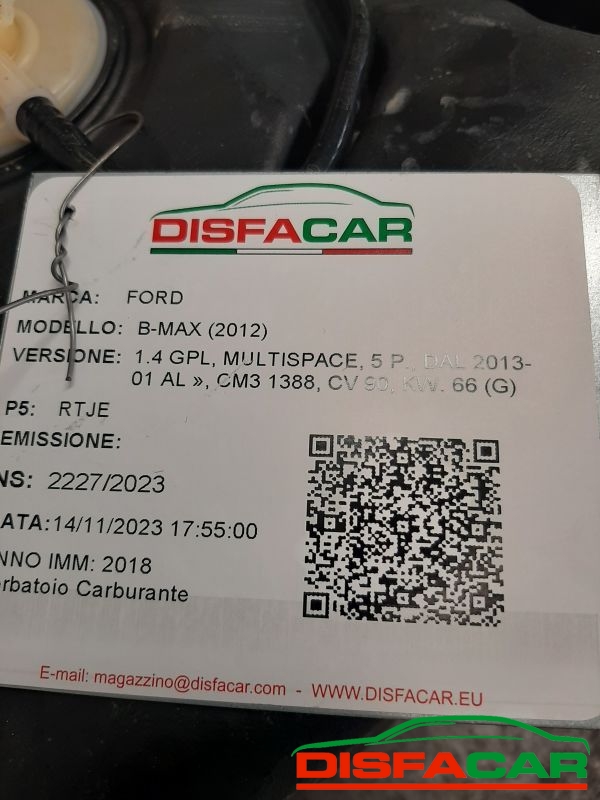 DISFACAR
MARCA: FORD
MODELLO: B-MAX (2012)
VERSIONE: 1.4 GPL, MULTISPACE, 5 P., DAL 2013-
01 AL », CM3 1388, CV 90, KW. 66 (G)
P5: RTJE
EMISSIONE:
NS: 2227/2023
ATA:14/11/2023 17:55:00
NNO IMM: 2018
erbatoio Carburante
E-mail: magazzino@disfacar.com - WWW.DISFACAR.EU
DISFACAR